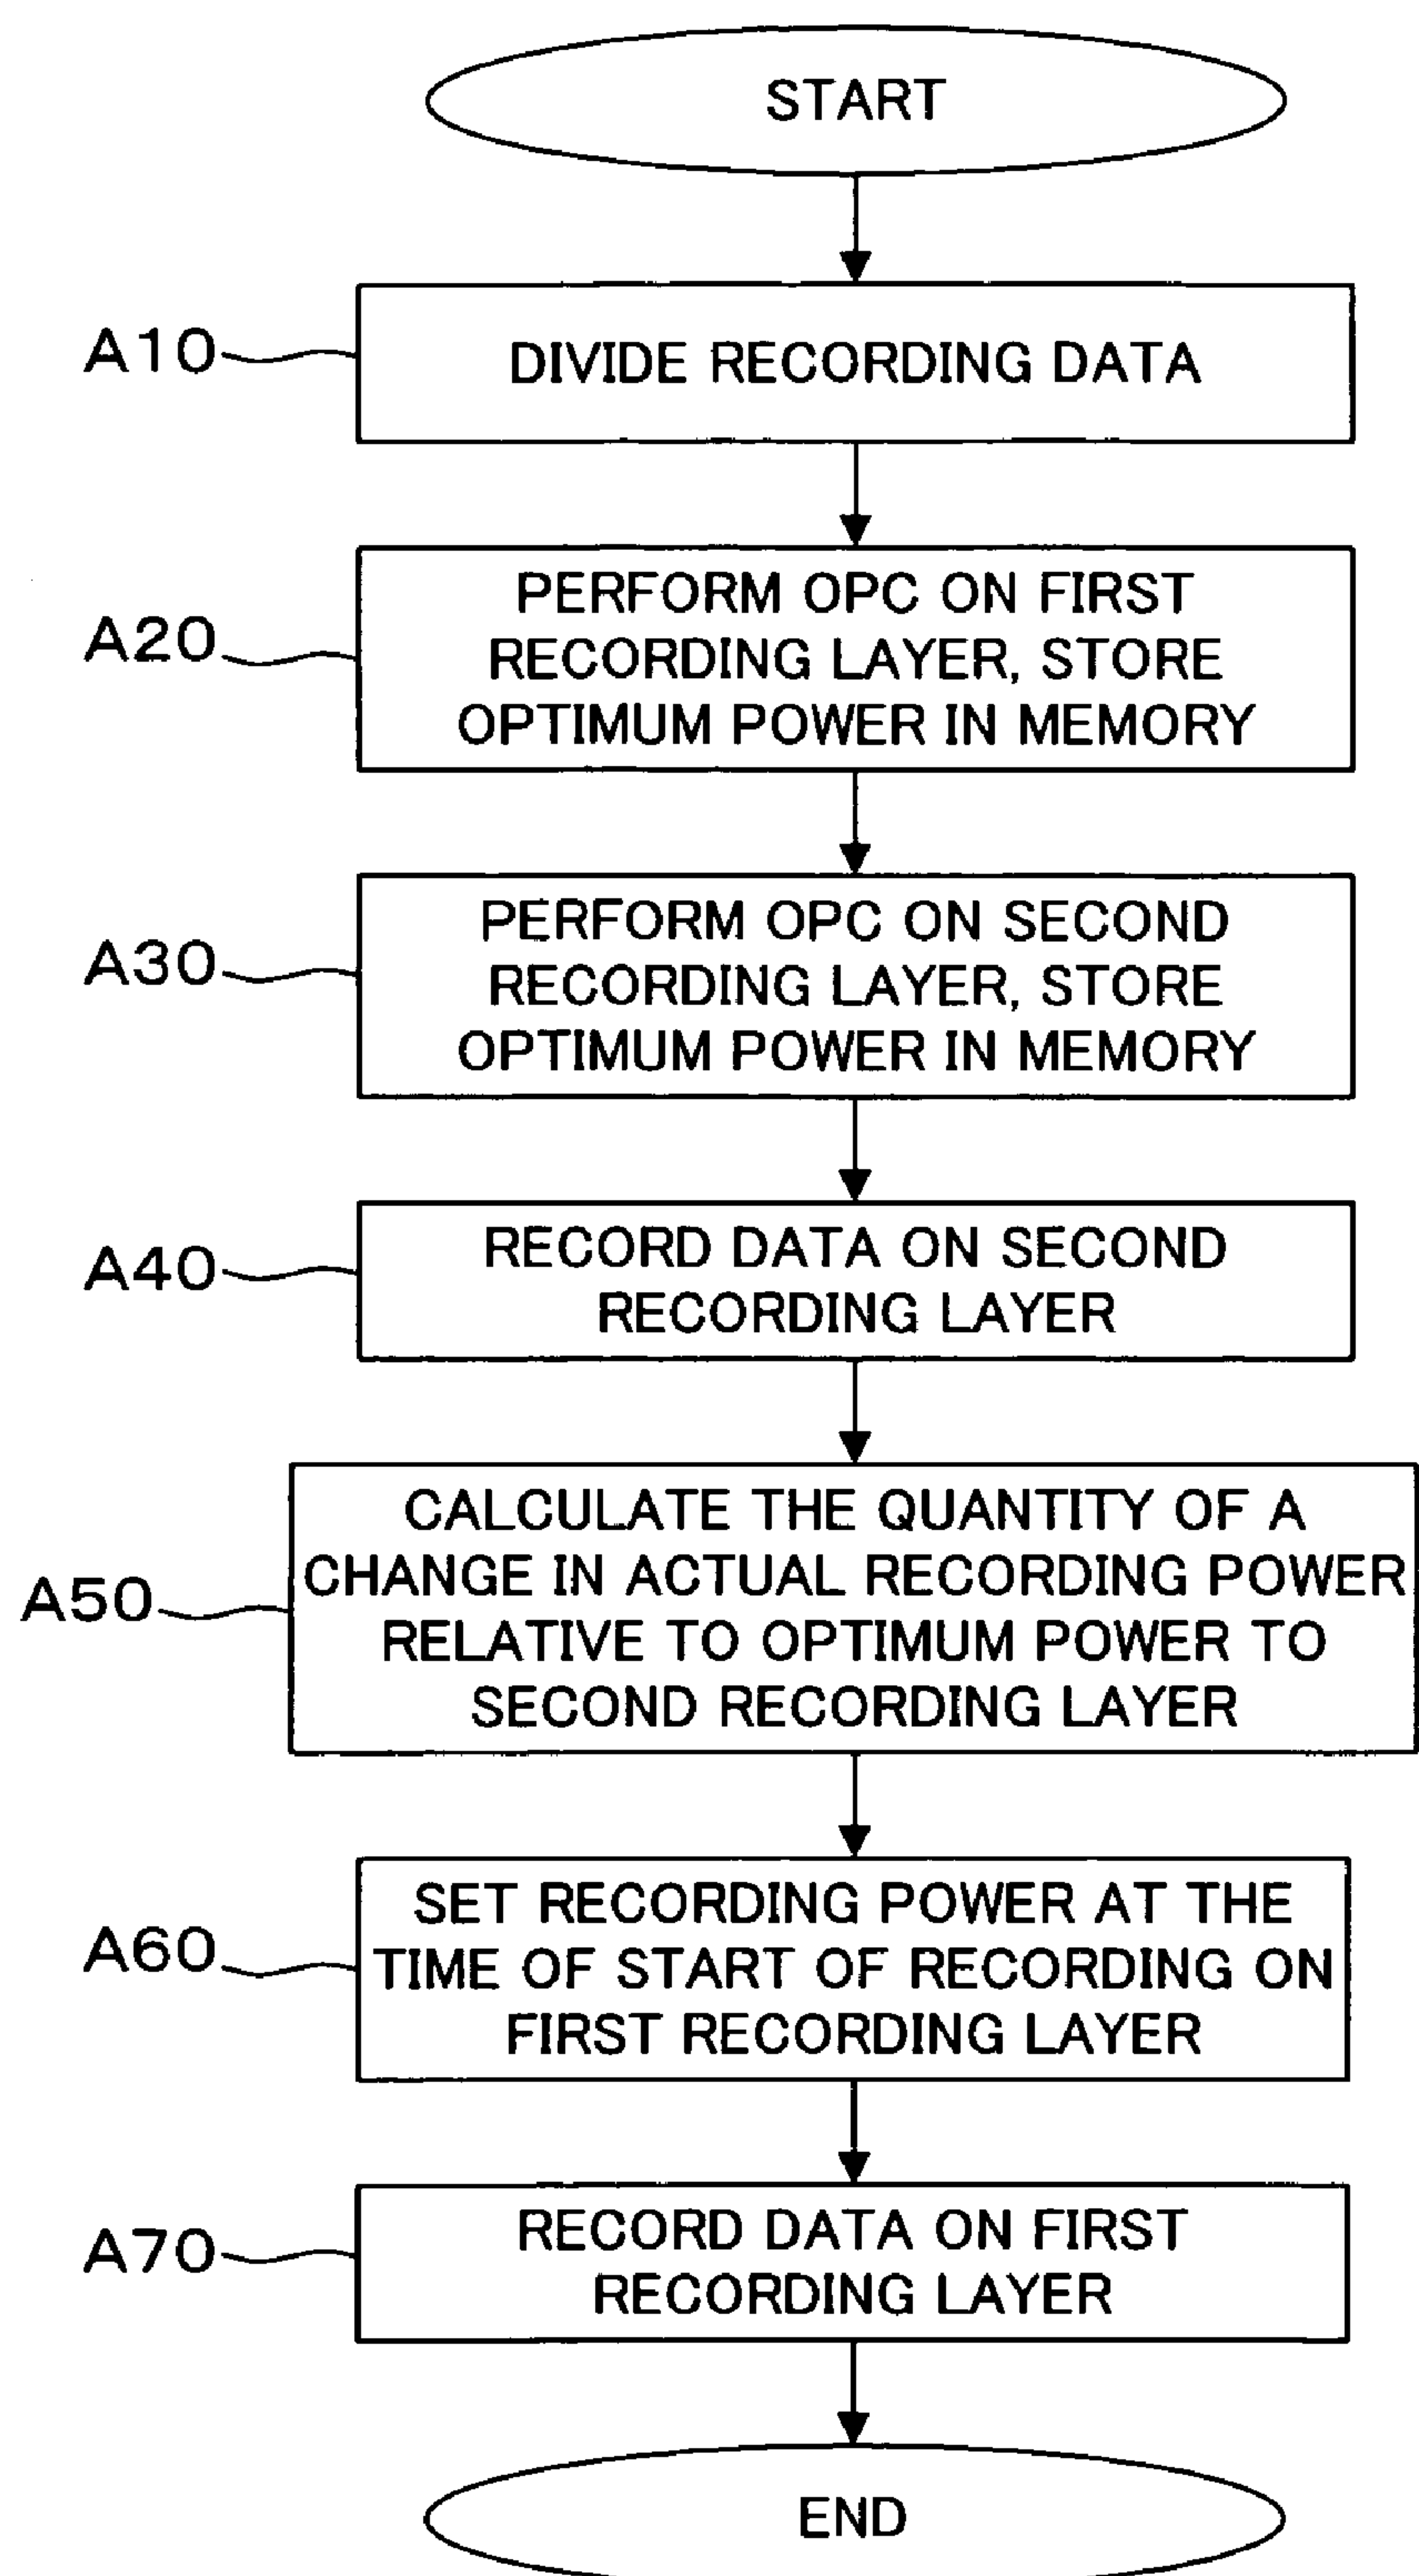 START
A10
DIVIDE RECORDING DATA
A20
PERFORM OPC ON FIRST
RECORDING LAYER, STORE
OPTIMUM POWER IN MEMORY
A30
PERFORM OPC ON SECOND
RECORDING LAYER, STORE
OPTIMUM POWER IN MEMORY
A40
RECORD DATA ON SECOND
RECORDING LAYER
A50
CALCULATE THE QUANTITY OF A
CHANGE IN ACTUAL RECORDING POWER
RELATIVE TO OPTIMUM POWER TO
SECOND RECORDING LAYER
A60
SET RECORDING POWER AT THE
TIME OF START OF RECORDING ON
FIRST RECORDING LAYER
A70
RECORD DATA ON FIRST
RECORDING LAYER
END